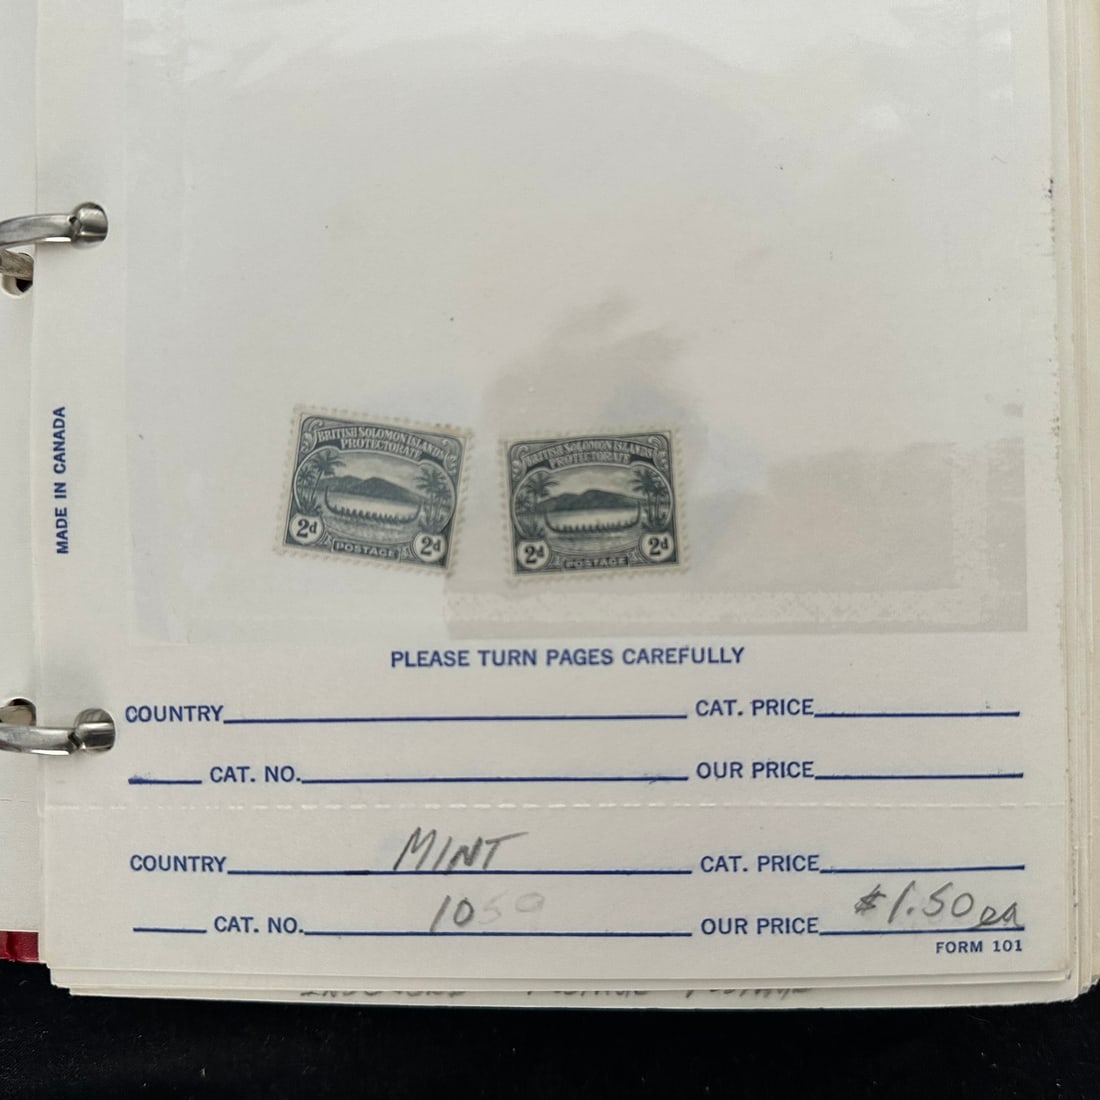 BRITISH SOLOMON ISLANDS
PROTECTORATE
2d
POSTAGE
2d
BRITISH SOLOMON ISLANDS
PROTECTORATE
2d
POSTAGE
2d
MADE IN CANADA
PLEASE TURN PAGES CAREFULLY
COUNTRY CAT. PRICE
CAT. NO. OUR PRICE
COUNTRY MINT CAT. PRICE
CAT. NO. 10 OUR PRICE $1.50 ea
FORM 101